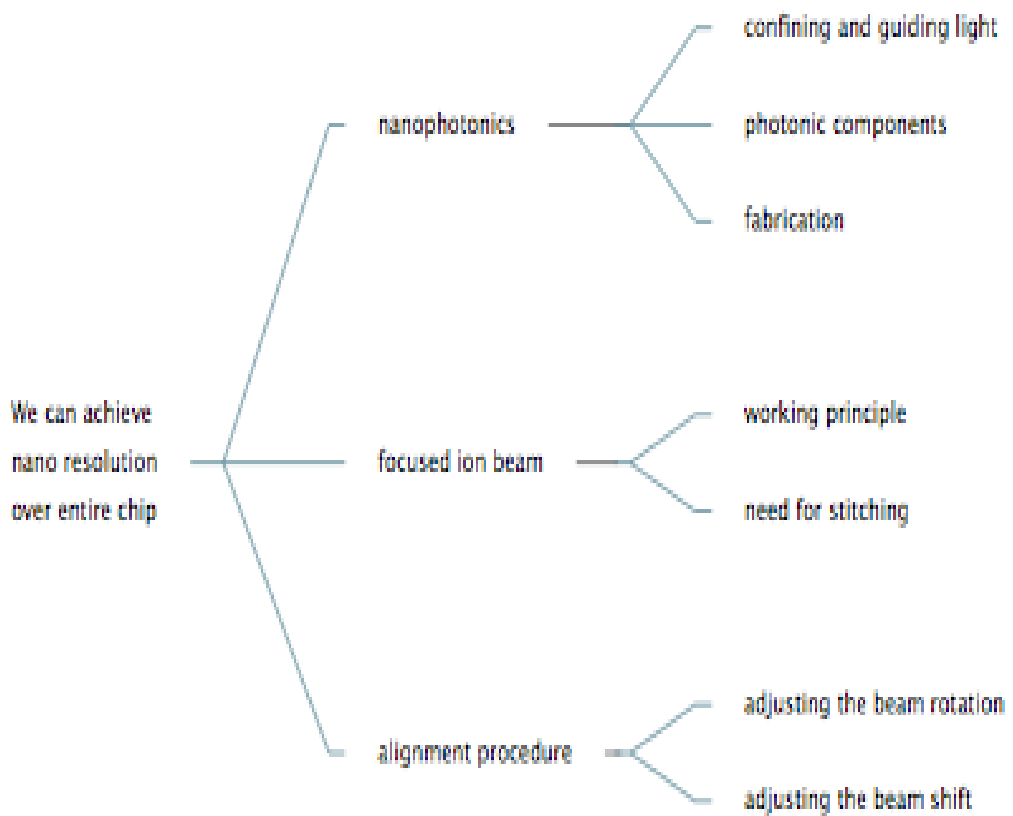 We can achieve
nano resolution
over entire chip
nanophotonics
confining and guiding light
photonic components
fabrication
focused ion beam
working principle
need for stitching
alignment procedure
adjusting the beam rotation
adjusting the beam shift